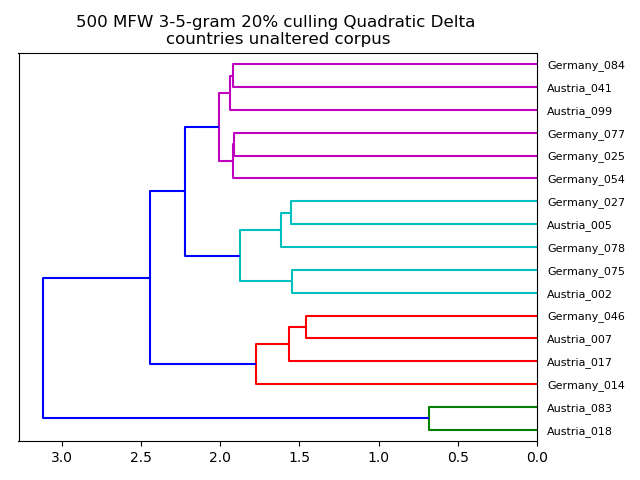 500 MFW 3-5-gram 20% culling Quadratic Delta
countries unaltered corpus
Germany_084
Austria_041
Austria_099
Germany_077
Germany_025
Germany_054
Germany_027
Austria_005
Germany_078
Germany_075
Austria_002
Germany_046
Austria_007
Austria_017
Germany_014
Austria_083
Austria_018
3.0 2.5 2.0 1.5 1.0 0.5 0.0